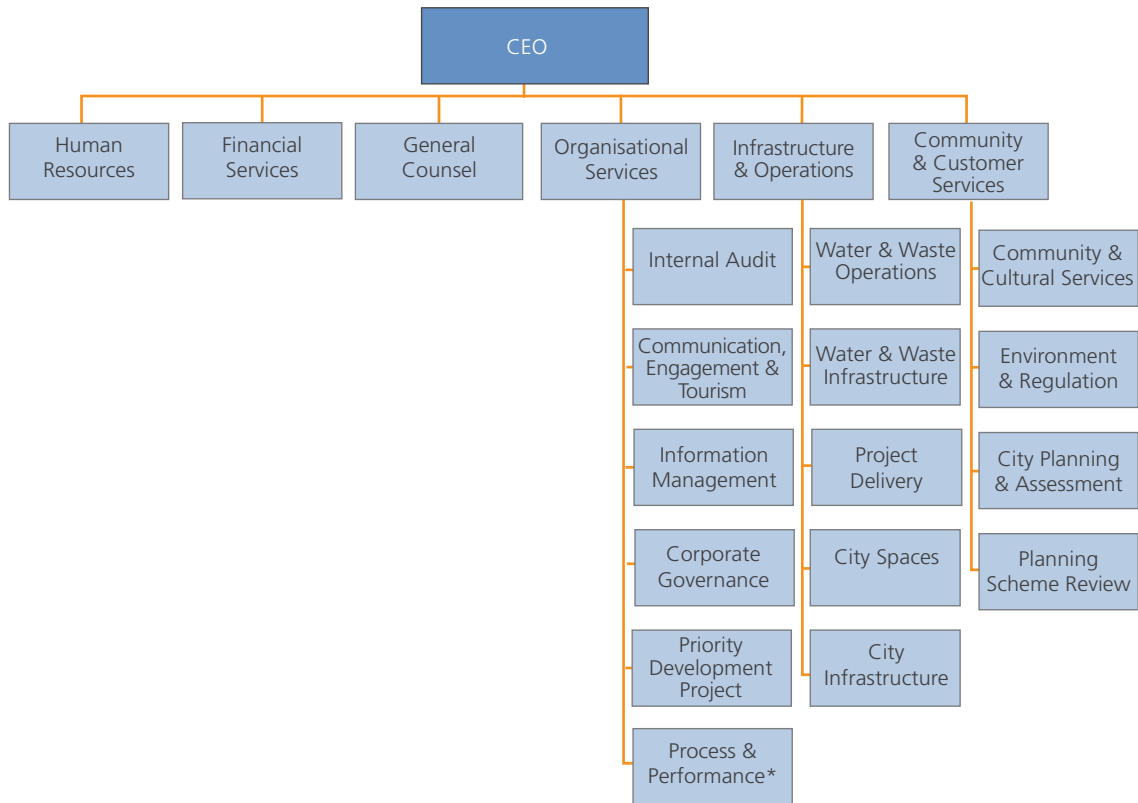 CEO
Human
Resources
Financial
Services
General
Counsel
Organisational
Services
Infrastructure
& Operations
Community
& Customer
Services
Internal Audit
Communication,
Engagement &
Tourism
Information
Management
Corporate
Governance
Priority
Development
Project
Process &
Performance*
Water & Waste
Operations
Water & Waste
Infrastructure
Project
Delivery
City Spaces
City
Infrastructure
Community &
Cultural Services
Environment
& Regulation
City Planning
& Assessment
Planning
Scheme Review